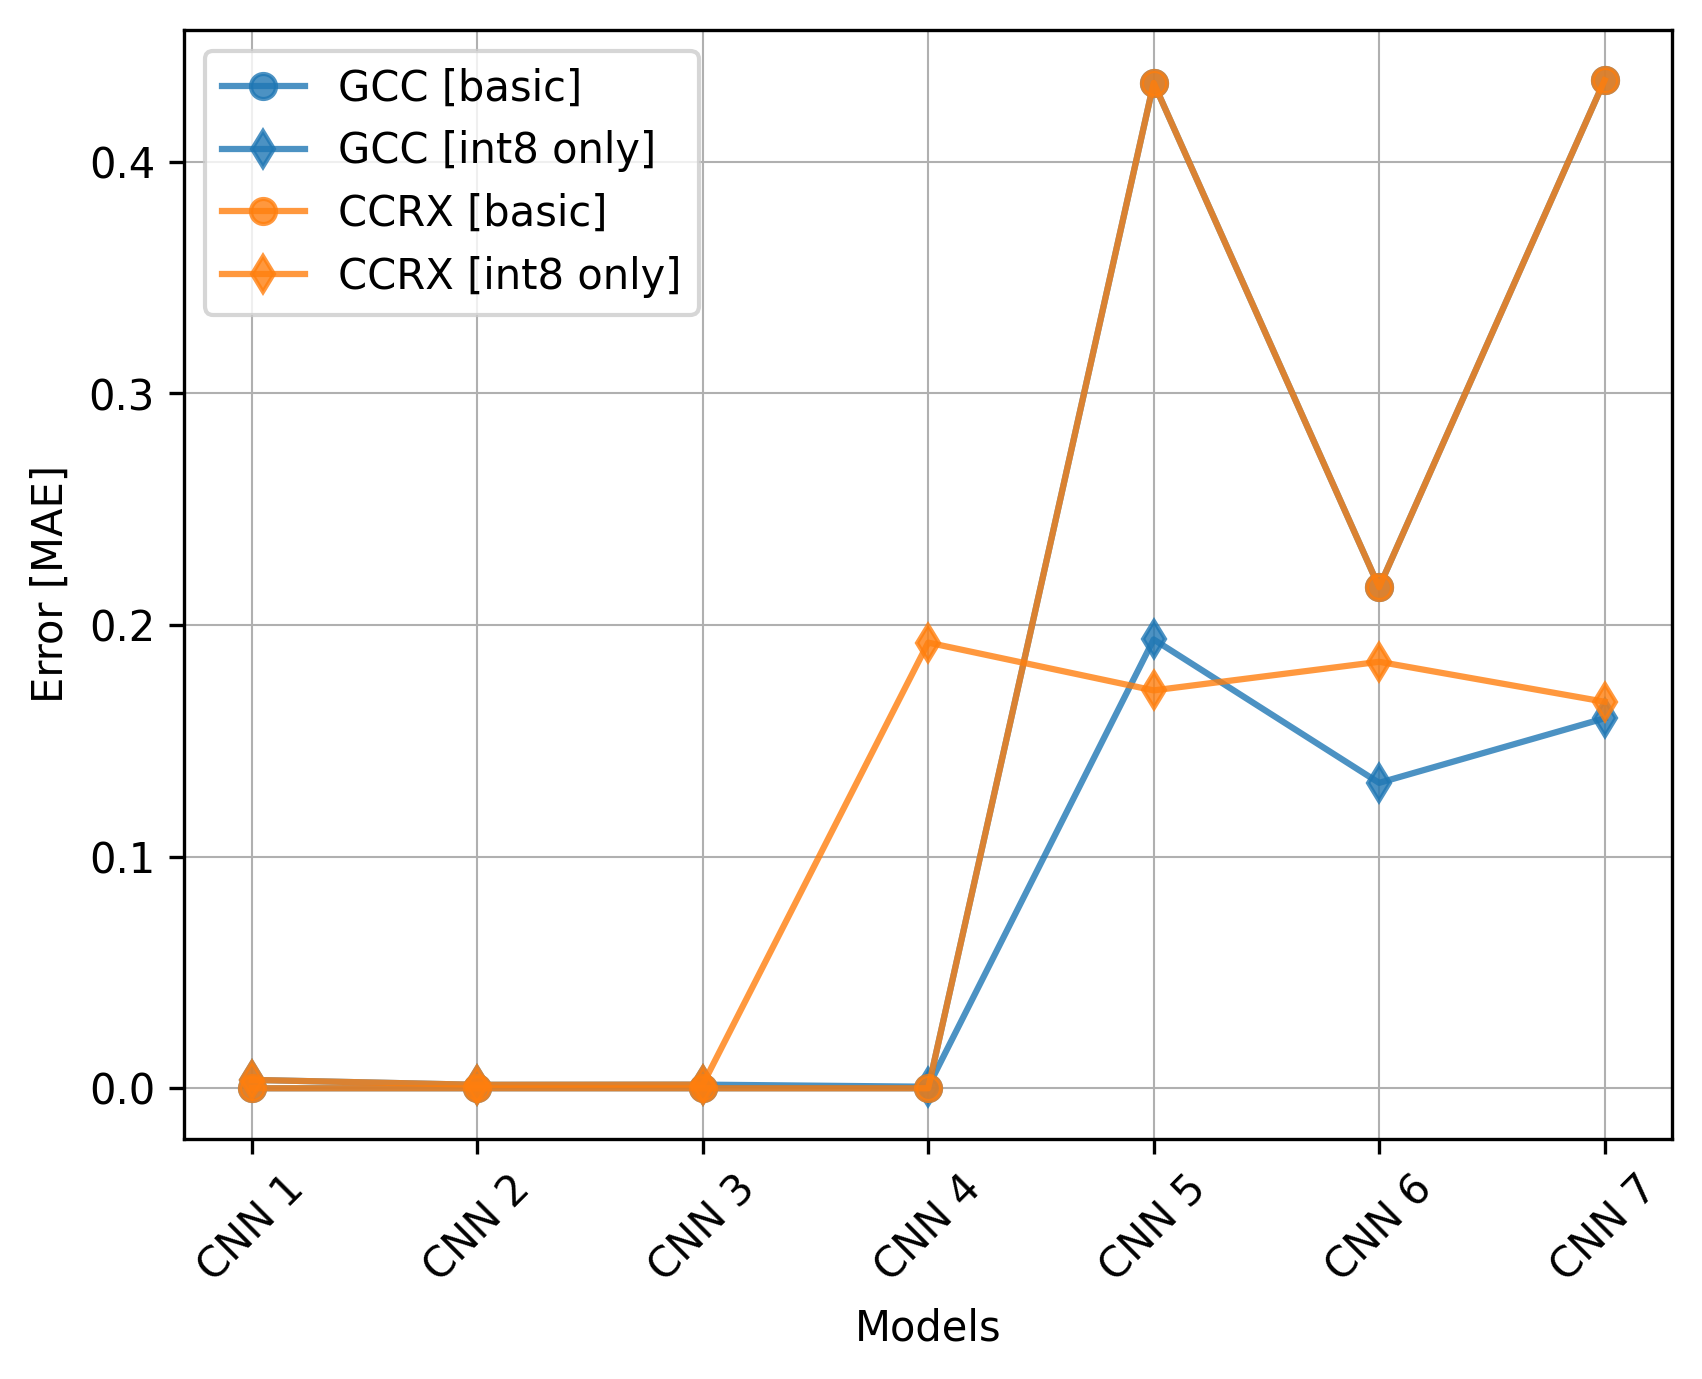 GCC [basic]
GCC [int8 only]
CCRX [basic]
CCRX [int8 only]
Error [MAE]
0.4
0.3
0.2
0.1
0.0
CNN 1
CNN 2
CNN 3
CNN 4
CNN 5
CNN 6
CNN 7
Models